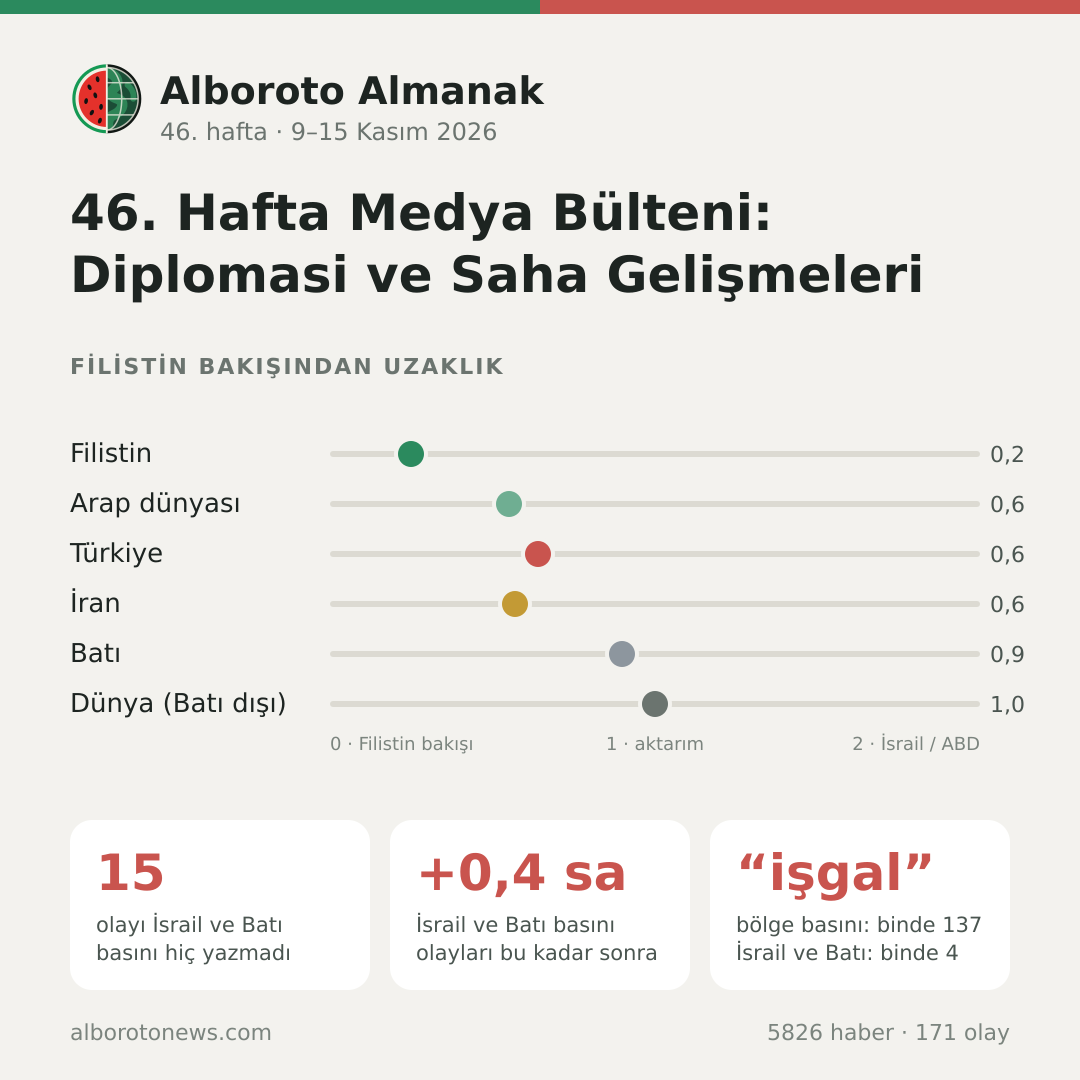 Alboroto Almanak
46. hafta · 9–15 Kasım 2026
46. Hafta Medya Bülteni:
Diplomasi ve Saha Gelişmeleri
FİLİSTİN BAKIŞINDAN UZAKLIK
Filistin 0,2
Arap dünyası 0,6
Türkiye 0,6
İran 0,6
Batı 0,9
Dünya (Batı dışı) 1,0
0 · Filistin bakışı 1 · aktarım 2 · İsrail / ABD
15
olayı İsrail ve Batı
basını hiç yazmadı
+0,4 sa
İsrail ve Batı basını
olayları bu kadar sonra
“işgal”
bölge basını: binde 137
İsrail ve Batı: binde 4
alborotonews.com 5826 haber · 171 olay